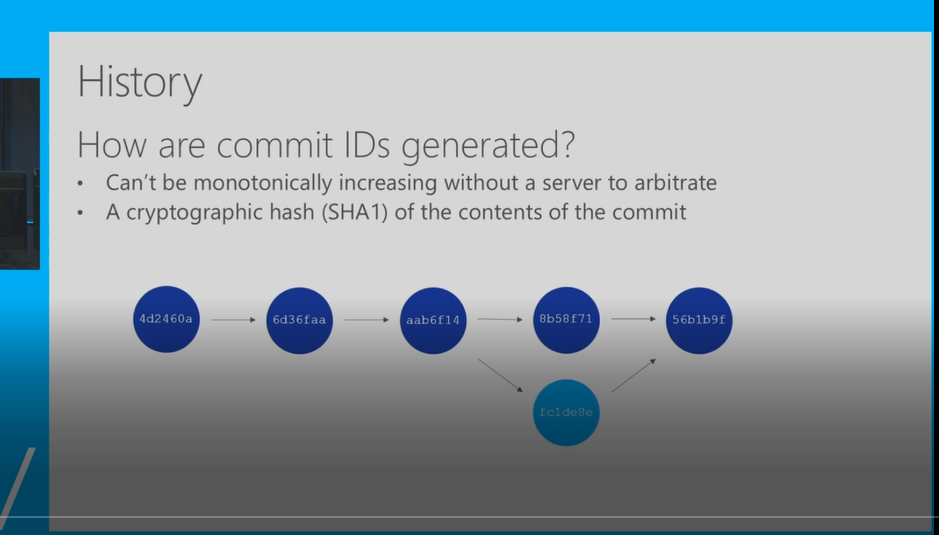 History
How are commit IDs generated?
• Can't be monotonically increasing without a server to arbitrate
• A cryptographic hash (SHA1) of the contents of the commit
4d2460a 6d36faa aab6f14 8b58f71 56b1b9f
fc1de8e